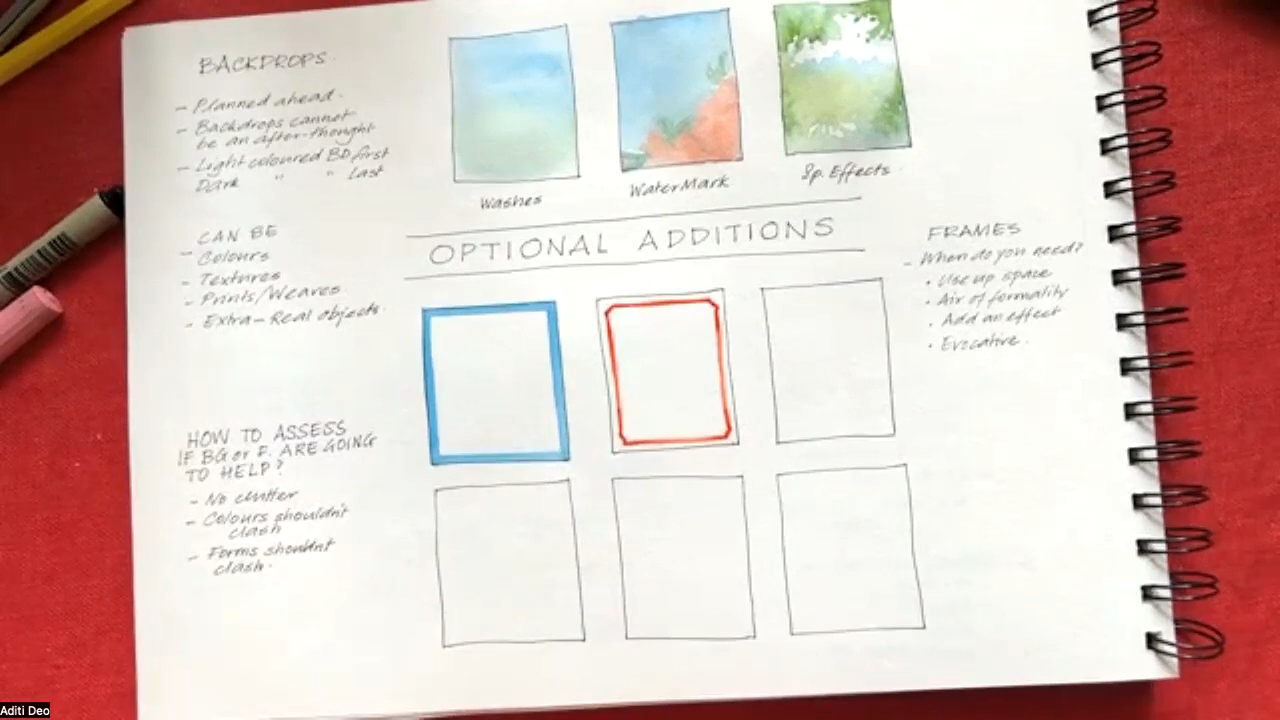 BACKDROPS.
- Planned ahead.
- Backdrops cannot
be an after-thought
- Light coloured BD first
Dark " " Last
CAN BE
- Colours
- Textures
- Prints/Weaves
- Extra-Real objects.
HOW TO ASSESS
IF BG or F. ARE GOING
TO HELP?
- No clutter
- Colours shouldn't
clash
- Forms shouldn't
clash.
Washes
WaterMark
Sp. Effects.
OPTIONAL ADDITIONS
FRAMES
- When do you need?
• Use up space
• Air of formality
• Add an effect
• Evocative.
Aditi Deo